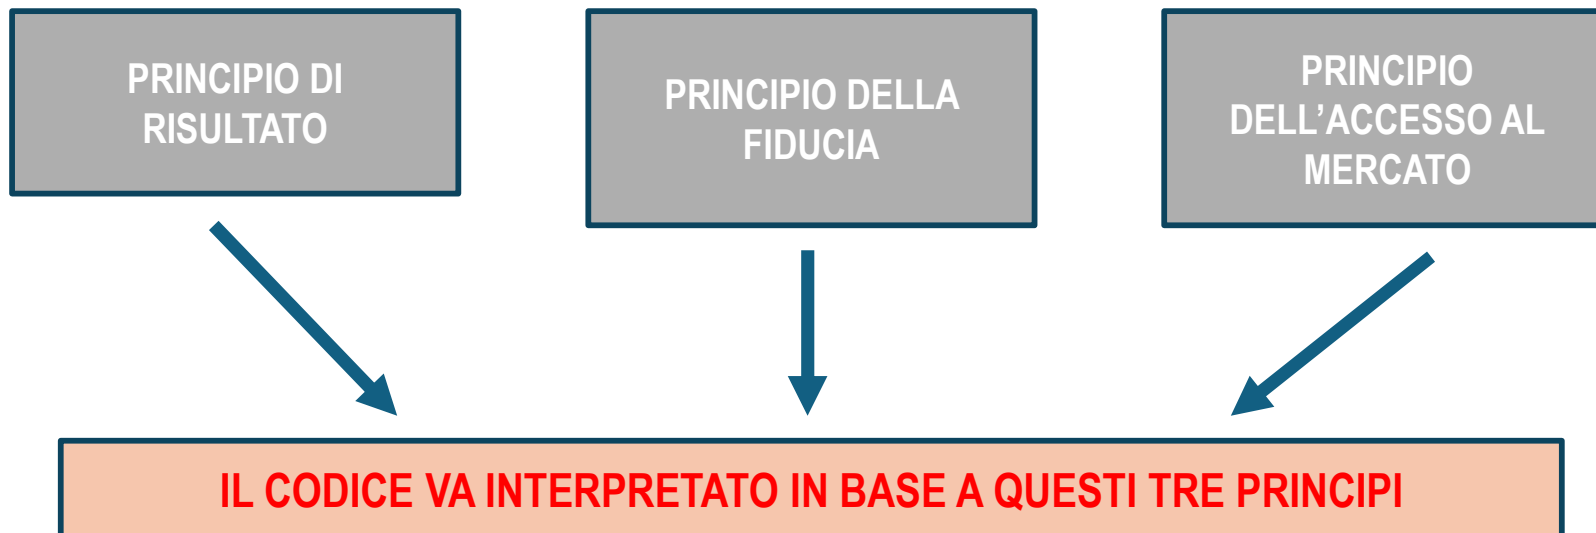 PRINCIPIO DI
RISULTATO
PRINCIPIO DELLA
FIDUCIA
PRINCIPIO
DELL’ACCESSO AL
MERCATO
IL CODICE VA INTERPRETATO IN BASE A QUESTI TRE PRINCIPI